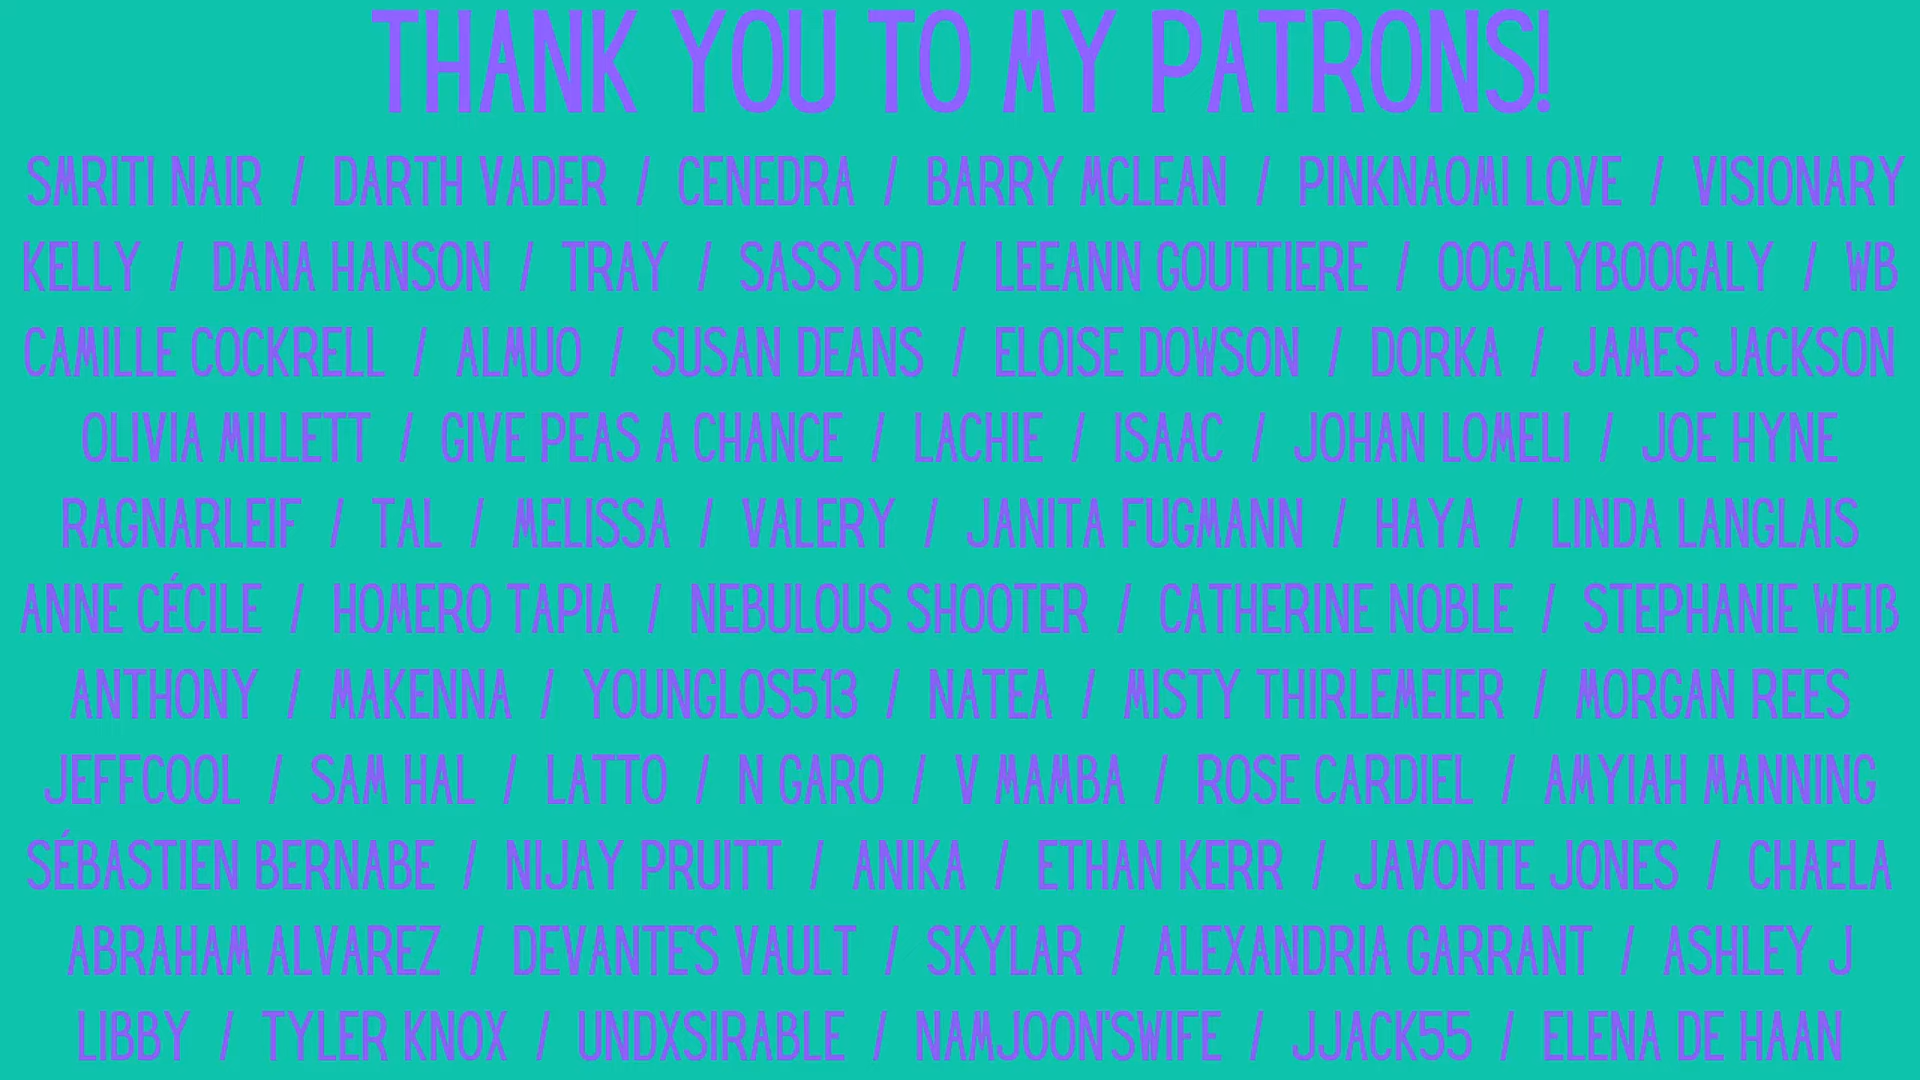 THANK YOU TO MY PATRONS!
SMRITI NAIR / DARTH VADER / CENEDRA / BARRY MCLEAN / PINKNAOMI LOVE / VISIONARY
KELLY / DANA HANSON / TRAY / SASSYSD / LEEANN GOUTTIERE / OOGALYBOOGALY / WB
CAMILLE COCKRELL / ALMUO / SUSAN DEANS / ELOISE DOWSON / DORKA / JAMES JACKSON
OLIVIA MILLETT / GIVE PEAS A CHANCE / LACHIE / ISAAC / JOHAN LOMELI / JOE HYNE
RAGNARLEIF / TAL / MELISSA / VALERY / JANITA FUGMANN / HAYA / LINDA LANGLAIS
ANNE CÉCILE / HOMERO TAPIA / NEBULOUS SHOOTER / CATHERINE NOBLE / STEPHANIE WEIß
ANTHONY / MAKENNA / YOUNGLOS513 / NATEA / MISTY THIRLEMEIER / MORGAN REES
JEFFCOOL / SAM HAL / LATTO / N GARO / V MAMBA / ROSE CARDIEL / AMYIAH MANNING
SÉBASTIEN BERNABE / NIJAY PRUITT / ANIKA / ETHAN KERR / JAVONTE JONES / CHAELA
ABRAHAM ALVAREZ / DEVANTE'S VAULT / SKYLAR / ALEXANDRIA GARRANT / ASHLEY J
LIBBY / TYLER KNOX / UNDXSIRABLE / NAMJOON'SWIFE / JJACK55 / ELENA DE HAAN